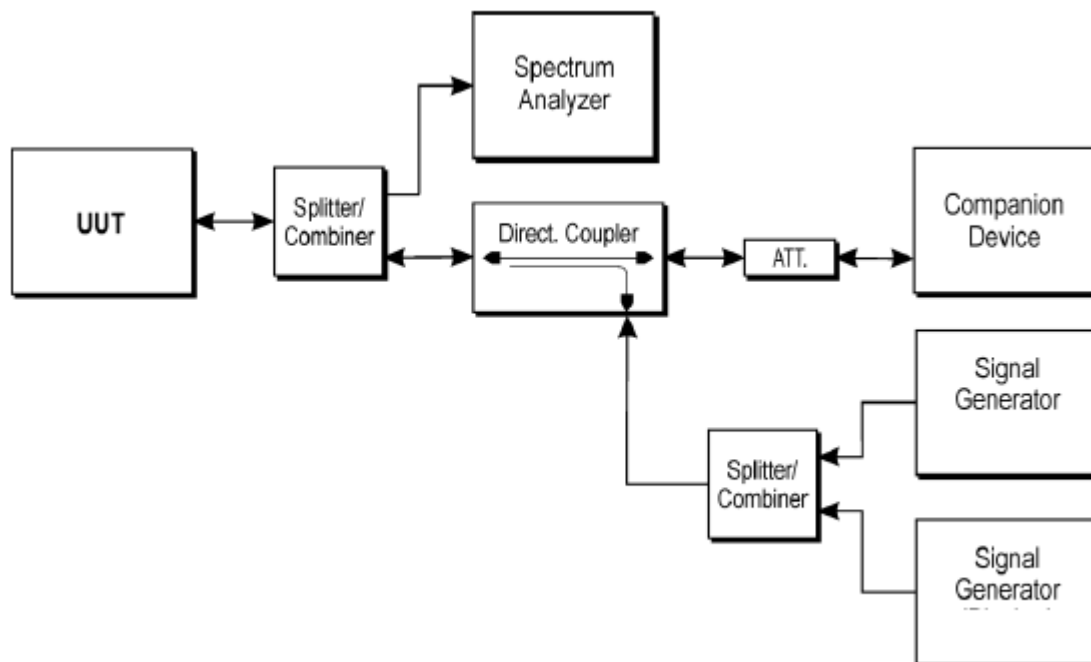 Spectrum
Analyzer
UUT
Splitter/
Combiner
Direct. Coupler
ATT.
Companion
Device
Signal
Generator
Splitter/
Combiner
Signal
Generator